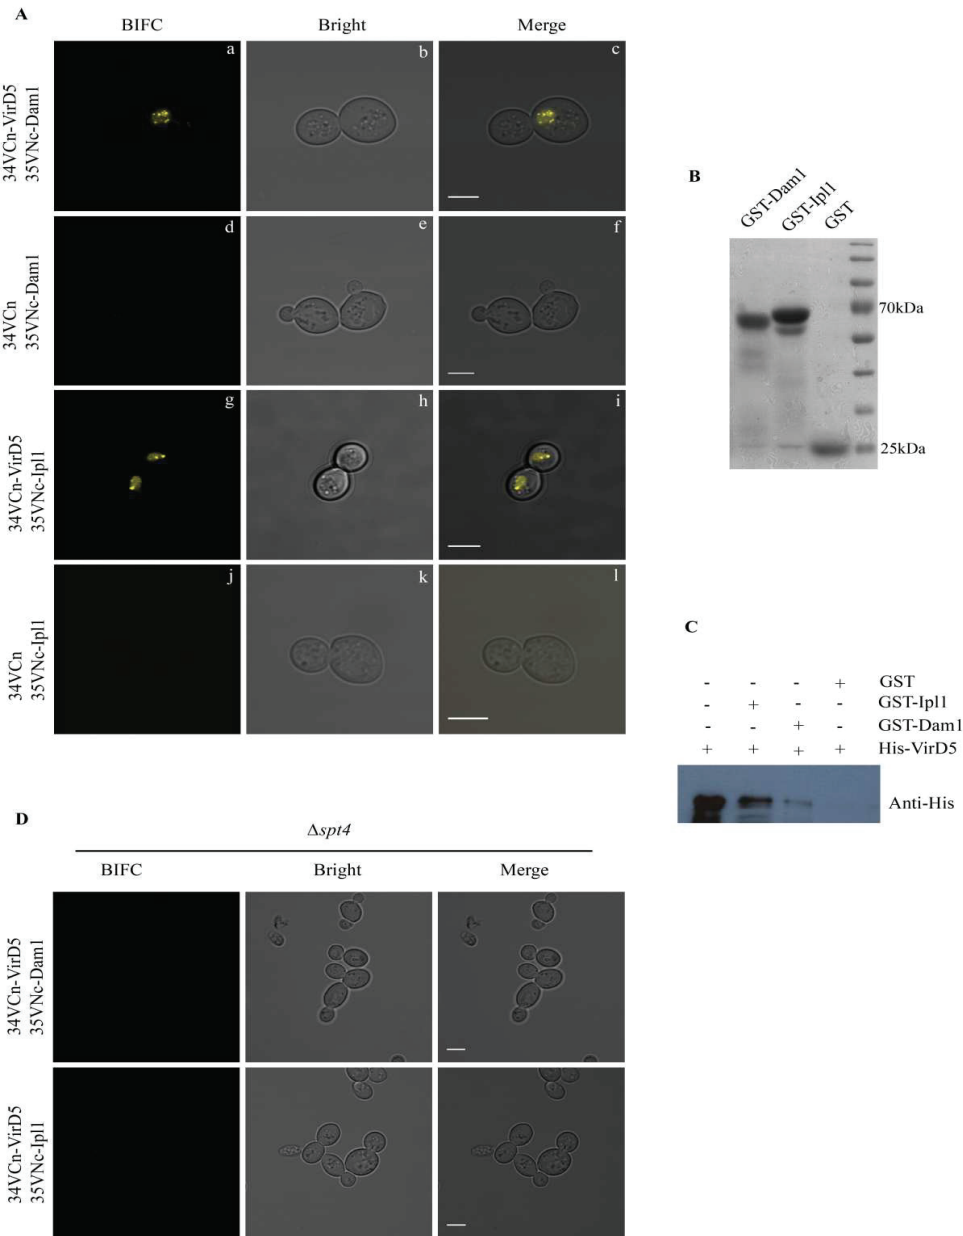 A
BIFC Bright Merge
34VCn-VirD5
35VNc-Dam1
a b c
34VCn
35VNc-Dam1
d e f
34VCn-VirD5
35VNc-Ipl1
g h i
34VCn
35VNc-Ipl1
j k l
B
GST-Dam1 GST-Ipl1 GST
70kDa
25kDa
C
- - - + GST
- + - - GST-Ipl1
- - + - GST-Dam1
+ + + + His-VirD5
Anti-His
D
Δspt4
BIFC Bright Merge
34VCn-VirD5
35VNc-Dam1
34VCn-VirD5
35VNc-Ipl1